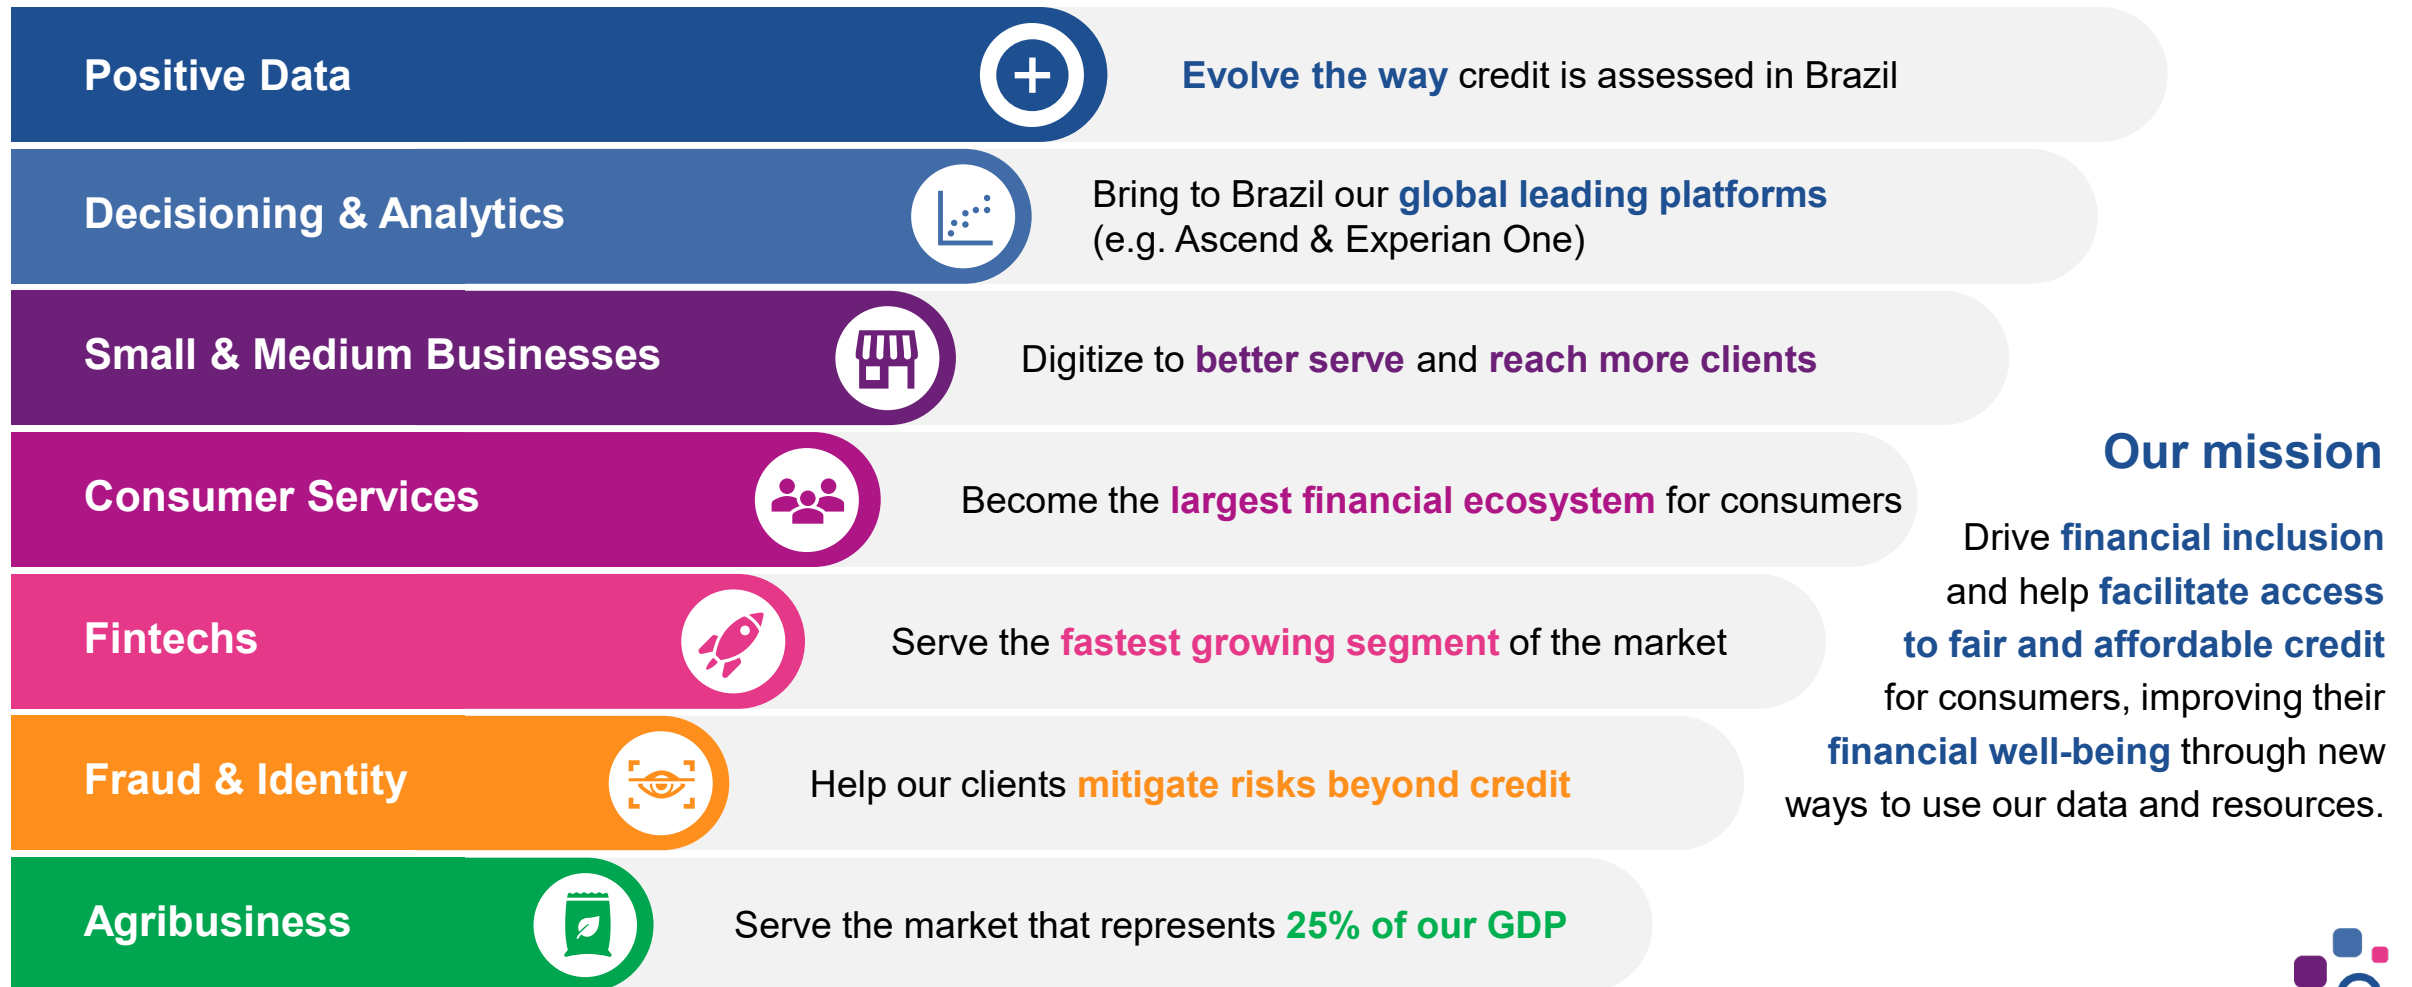 Positive Data
Evolve the way credit is assessed in Brazil
Decisioning & Analytics
Bring to Brazil our global leading platforms
(e.g. Ascend & Experian One)
Small & Medium Businesses
Digitize to better serve and reach more clients
Consumer Services
Become the largest financial ecosystem for consumers
Fintechs
Serve the fastest growing segment of the market
Fraud & Identity
Help our clients mitigate risks beyond credit
Agribusiness
Serve the market that represents 25% of our GDP
Our mission
Drive financial inclusion
and help facilitate access
to fair and affordable credit
for consumers, improving their
financial well-being through new
ways to use our data and resources.